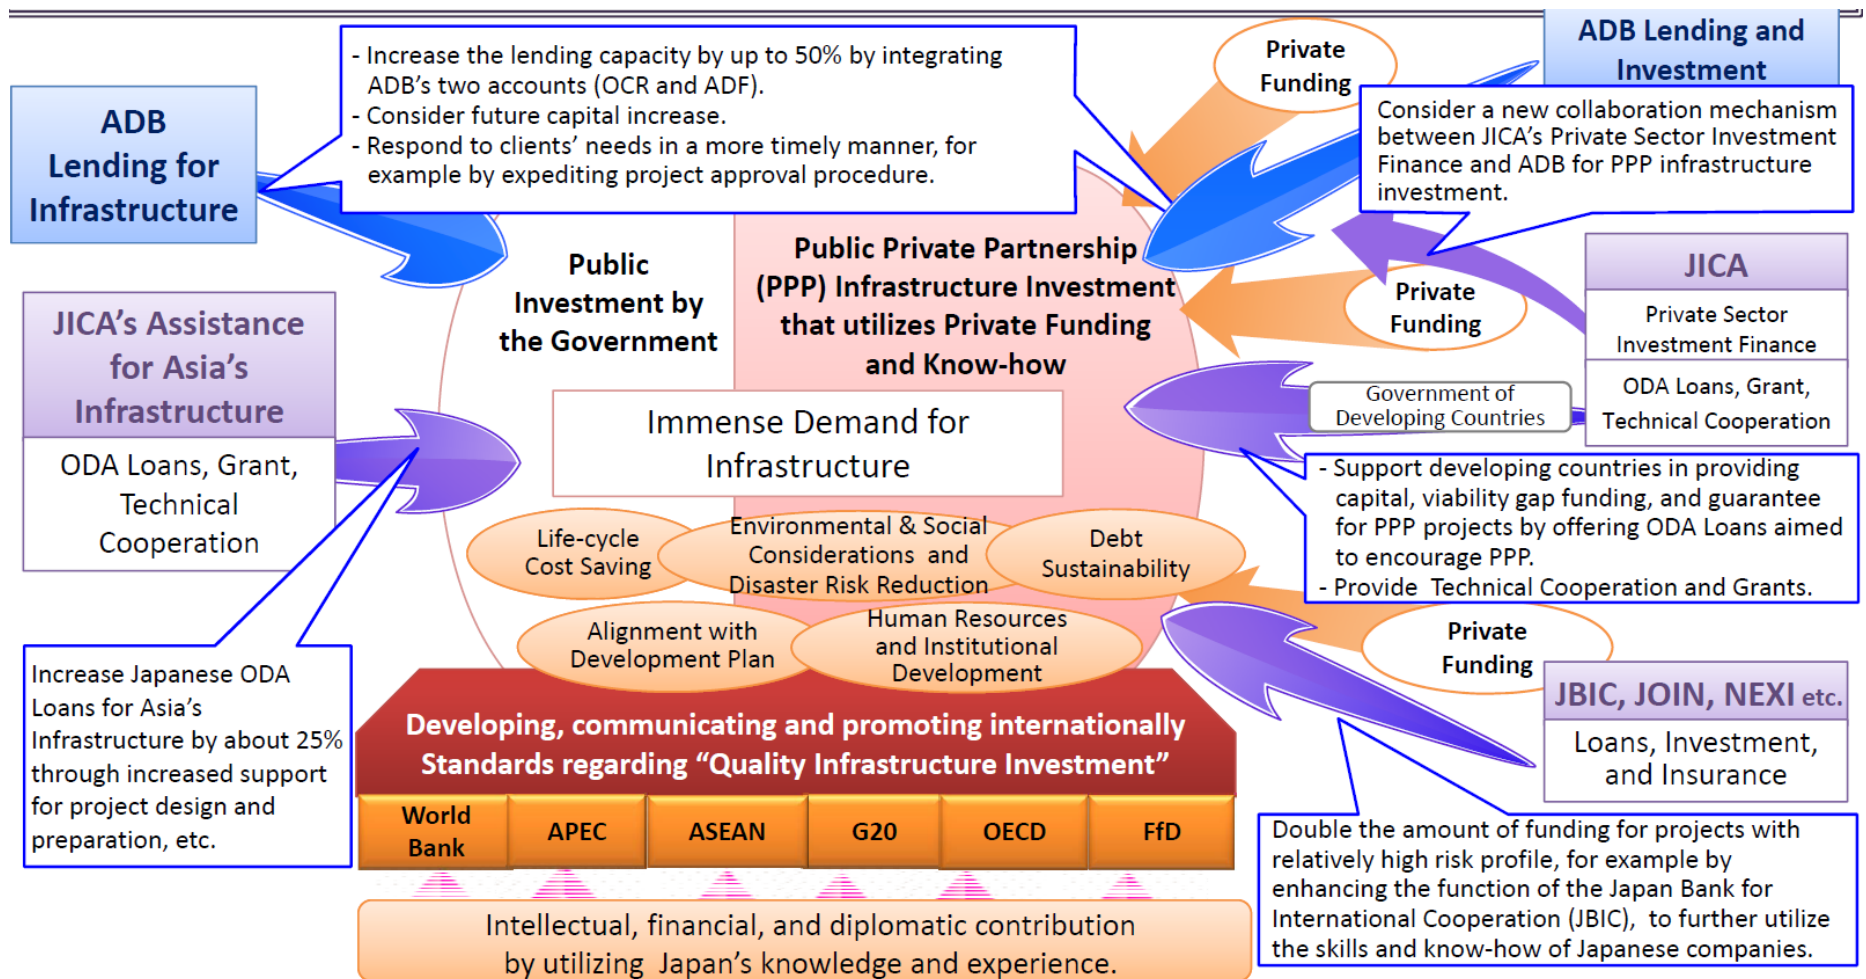 - Increase the lending capacity by up to 50% by integrating
ADB's two accounts (OCR and ADF).
- Consider future capital increase.
- Respond to clients' needs in a more timely manner, for
example by expediting project approval procedure.
Private
Funding
ADB Lending and
Investment
Consider a new collaboration mechanism
between JICA's Private Sector Investment
Finance and ADB for PPP infrastructure
investment.
ADB
Lending for
Infrastructure
Public
Investment by
the Government
Public Private Partnership
(PPP) Infrastructure Investment
that utilizes Private Funding
and Know-how
Private
Funding
JICA
Private Sector
Investment Finance
ODA Loans, Grant,
Technical Cooperation
Government of
Developing Countries
JICA's Assistance
for Asia's
Infrastructure
ODA Loans, Grant,
Technical
Cooperation
Immense Demand for
Infrastructure
- Support developing countries in providing
capital, viability gap funding, and guarantee
for PPP projects by offering ODA Loans aimed
to encourage PPP.
- Provide Technical Cooperation and Grants.
Life-cycle
Cost Saving
Environmental & Social
Considerations and
Disaster Risk Reduction
Debt
Sustainability
Alignment with
Development Plan
Human Resources
and Institutional
Development
Private
Funding
Increase Japanese ODA
Loans for Asia's
Infrastructure by about 25%
through increased support
for project design and
preparation, etc.
JBIC, JOIN, NEXI etc.
Loans, Investment,
and Insurance
Developing, communicating and promoting internationally
Standards regarding "Quality Infrastructure Investment"
World
Bank
APEC
ASEAN
G20
OECD
FfD
Double the amount of funding for projects with
relatively high risk profile, for example by
enhancing the function of the Japan Bank for
International Cooperation (JBIC), to further utilize
the skills and know-how of Japanese companies.
Intellectual, financial, and diplomatic contribution
by utilizing Japan's knowledge and experience.